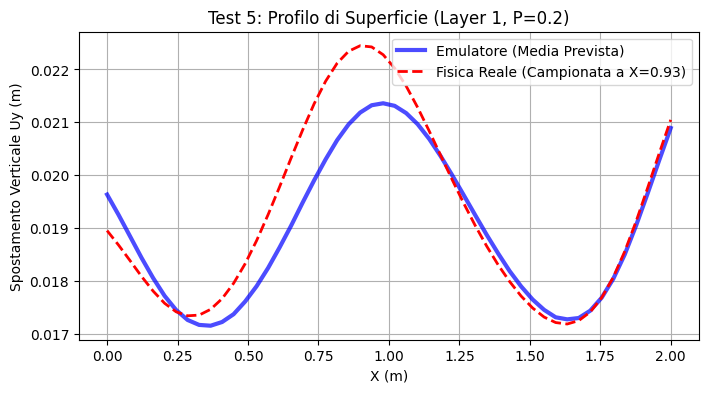 Test 5: Profilo di Superficie (Layer 1, P=0.2)
Emulatore (Media Prevista)
Fisica Reale (Campionata a X=0.93)
Spostamento Verticale Uy (m)
0.022
0.021
0.020
0.019
0.018
0.017
0.00 0.25 0.50 0.75 1.00 1.25 1.50 1.75 2.00
X (m)